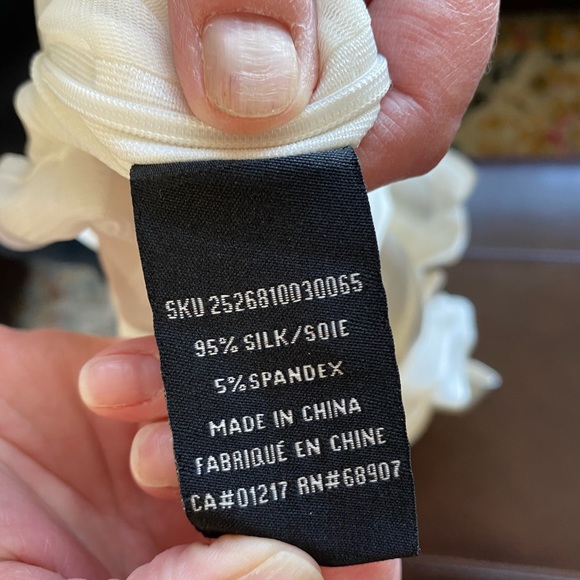 SKU 2526810030065
95% SILK/SOIE
5%SPANDEX
MADE IN CHINA
FABRIQUÉ EN CHINE
CA#01217 RN#68907